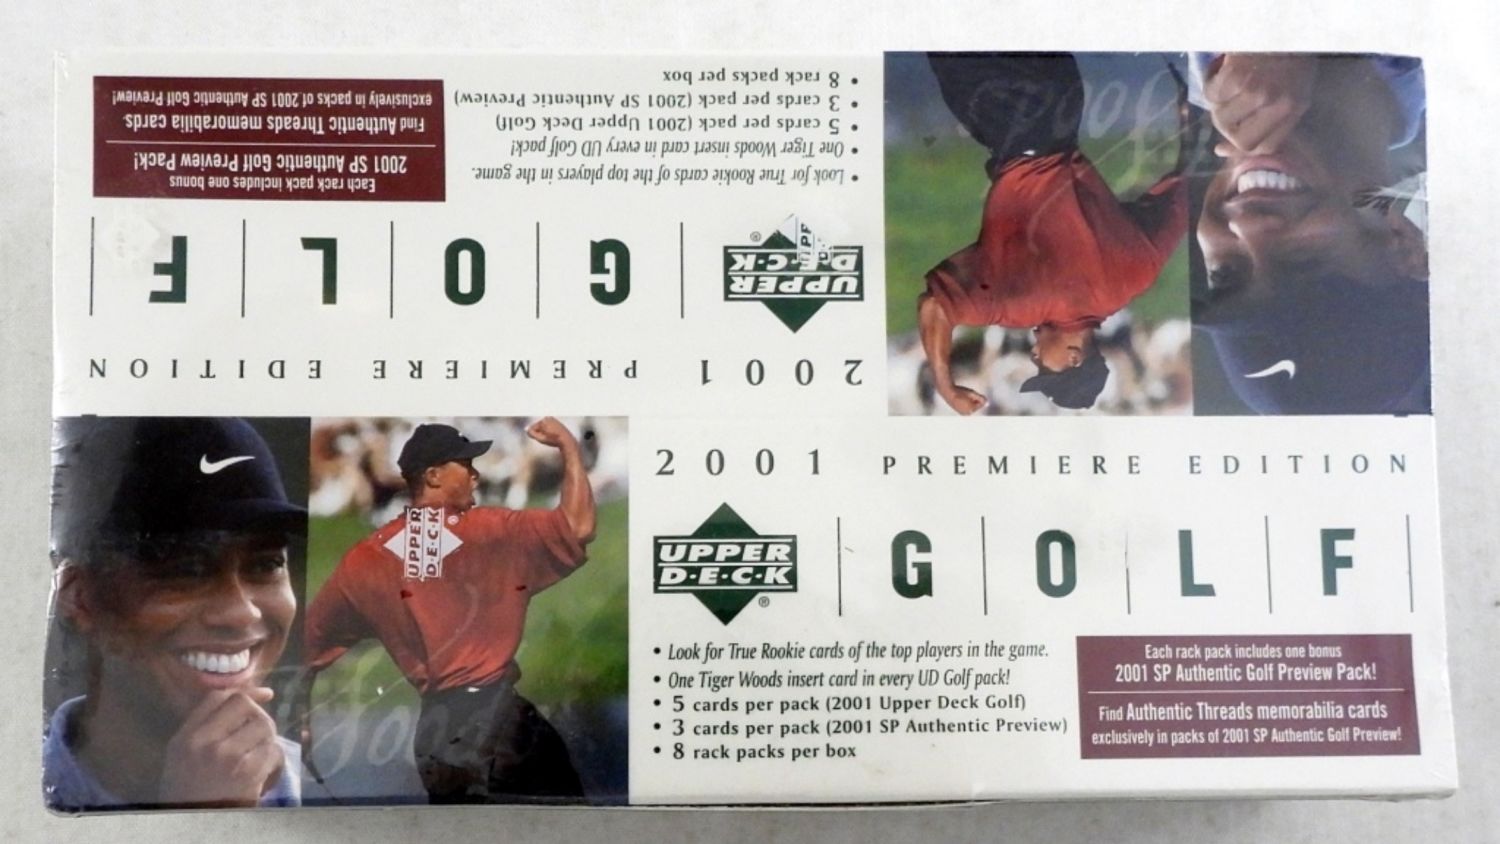 2001 PREMIERE EDITION
UPPER
D·E·C·K
®
GOLF
• Look for True Rookie cards of the top players in the game.
• One Tiger Woods insert card in every UD Golf pack!
• 5 cards per pack (2001 Upper Deck Golf)
• 3 cards per pack (2001 SP Authentic Preview)
• 8 rack packs per box
Each rack pack includes one bonus
2001 SP Authentic Golf Preview Pack!
Find Authentic Threads memorabilia cards
exclusively in packs of 2001 SP Authentic Golf Preview!
UPPER
D·E·C·K
®
2001 PREMIERE EDITION
UPPER
D·E·C·K
®
GOLF
• Look for True Rookie cards of the top players in the game.
• One Tiger Woods insert card in every UD Golf pack!
• 5 cards per pack (2001 Upper Deck Golf)
• 3 cards per pack (2001 SP Authentic Preview)
• 8 rack packs per box
Each rack pack includes one bonus
2001 SP Authentic Golf Preview Pack!
Find Authentic Threads memorabilia cards
exclusively in packs of 2001 SP Authentic Golf Preview!